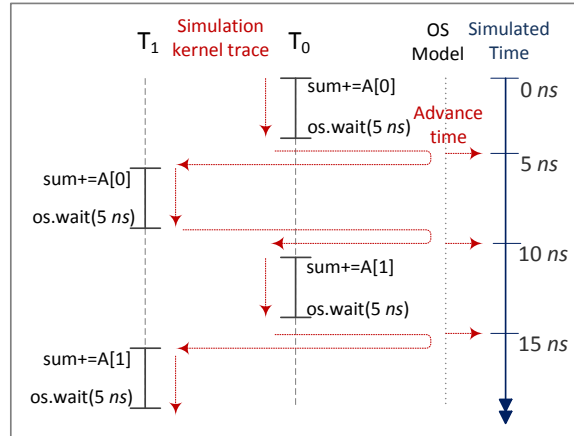 T1
Simulation
kernel trace
T0
OS
Model
Simulated
Time
0 ns
sum+=A[0]
Advance
time
os.wait(5 ns)
5 ns
sum+=A[0]
os.wait(5 ns)
10 ns
sum+=A[1]
os.wait(5 ns)
15 ns
sum+=A[1]
os.wait(5 ns)